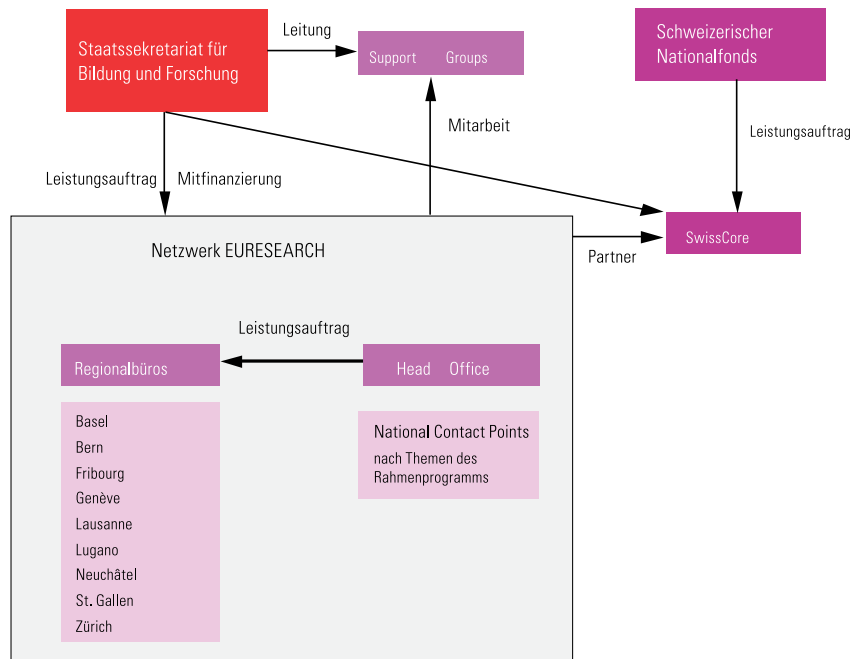 Staatssekretariat für
Bildung und Forschung
Leitung
Support Groups
Schweizerischer
Nationalfonds
Mitarbeit
Leistungsauftrag
Leistungsauftrag Mitfinanzierung
Netzwerk EURESEARCH
SwissCore
Partner
Leistungsauftrag
Regionalbüros
Head Office
Basel
Bern
Fribourg
Genève
Lausanne
Lugano
Neuchâtel
St. Gallen
Zürich
National Contact Points
nach Themen des
Rahmenprogramms